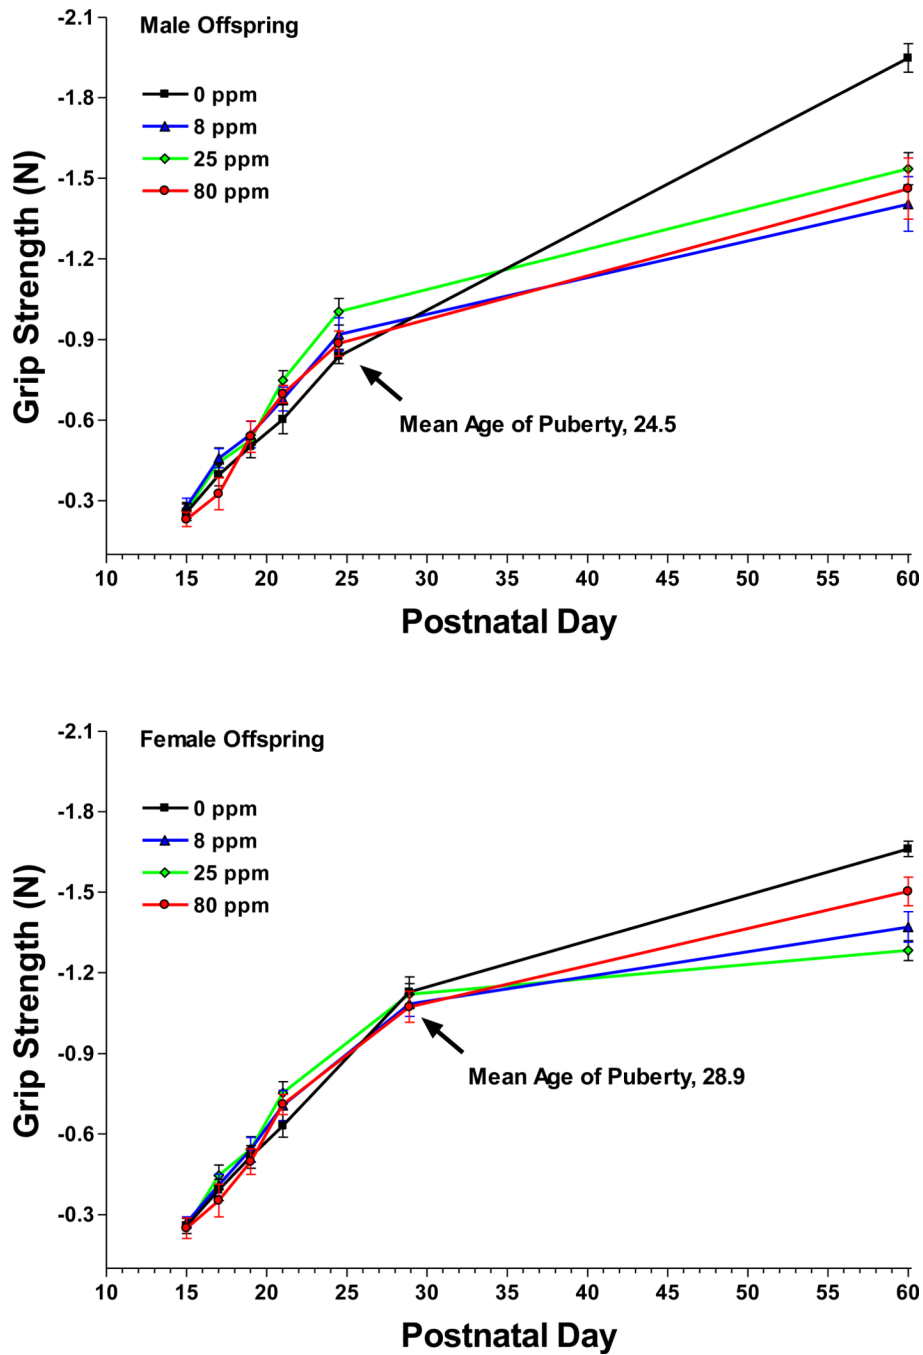 Male Offspring
0 ppm
8 ppm
25 ppm
80 ppm
Grip Strength (N)
-2.1
-1.8
-1.5
-1.2
-0.9
-0.6
-0.3
Mean Age of Puberty, 24.5
10 15 20 25 30 35 40 45 50 55 60
Postnatal Day
Female Offspring
0 ppm
8 ppm
25 ppm
80 ppm
Grip Strength (N)
-2.1
-1.8
-1.5
-1.2
-0.9
-0.6
-0.3
Mean Age of Puberty, 28.9
10 15 20 25 30 35 40 45 50 55 60
Postnatal Day